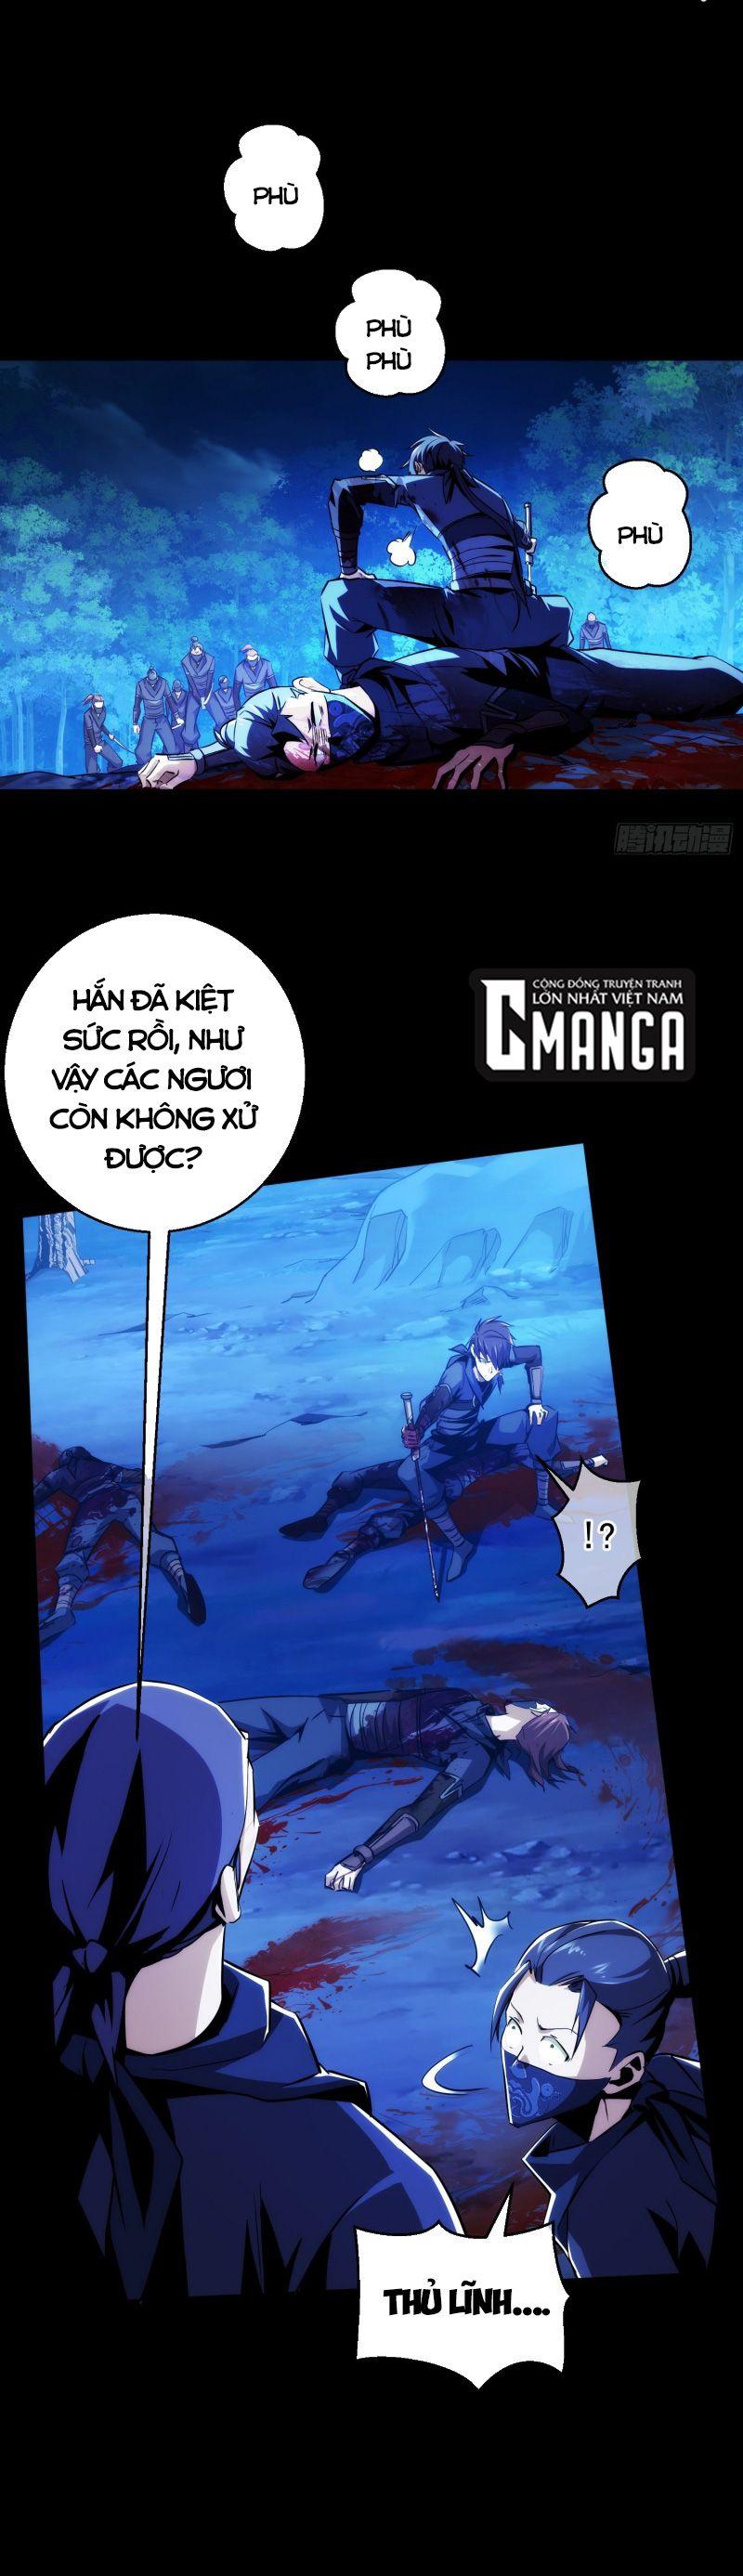 PHÙ
PHÙ
PHÙ
PHÙ
腾讯动漫
HẮN ĐÃ KIỆT
SỨC RỒI, NHƯ
VẬY CÁC NGƯƠI
CÒN KHÔNG XỬ
ĐƯỢC?
CỘNG ĐỒNG TRUYỆN TRANH
LỚN NHẤT VIỆT NAM
CMANGA
!?
THỦ LĨNH....